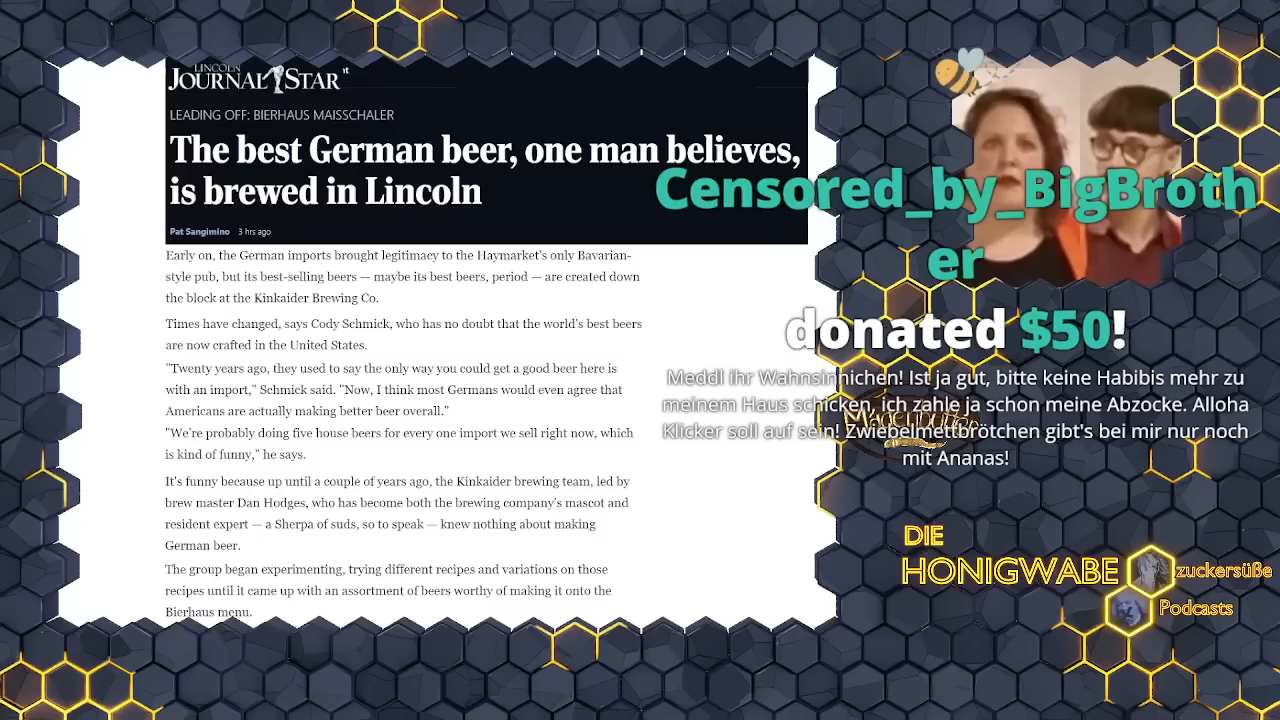 LINCOLN
JOURNAL STAR
LEADING OFF: BIERHAUS MAISSCHALER
The best German beer, one man believes,
is brewed in Lincoln
Pat Sangimino 3 hrs ago
Early on, the German imports brought legitimacy to the Haymarket's only Bavarian-
style pub, but its best-selling beers — maybe its best beers, period — are created down
the block at the Kinkaider Brewing Co.
Times have changed, says Cody Schmick, who has no doubt that the world's best beers
are now crafted in the United States.
"Twenty years ago, they used to say the only way you could get a good beer here is
with an import," Schmick said. "Now, I think most Germans would even agree that
Americans are actually making better beer overall."
"We're probably doing five house beers for every one import we sell right now, which
is kind of funny," he says.
It's funny because up until a couple of years ago, the Kinkaider brewing team, led by
brew master Dan Hodges, who has become both the brewing company's mascot and
resident expert — a Sherpa of suds, so to speak — knew nothing about making
German beer.
The group began experimenting, trying different recipes and variations on those
recipes until it came up with an assortment of beers worthy of making it onto the
Bierhaus menu.
Censored_by_BigBroth
er
donated $50!
Meddl ihr Wahnsinnichen! Ist ja gut, bitte keine Habibis mehr zu
meinem Haus schicken, ich zahle ja schon meine Abzocke. Alloha
Klicker soll auf sein! Zwiebelmettbrötchen gibt's bei mir nur noch
mit Ananas!
DIE
HONIGWABE
zuckersüße
Podcasts